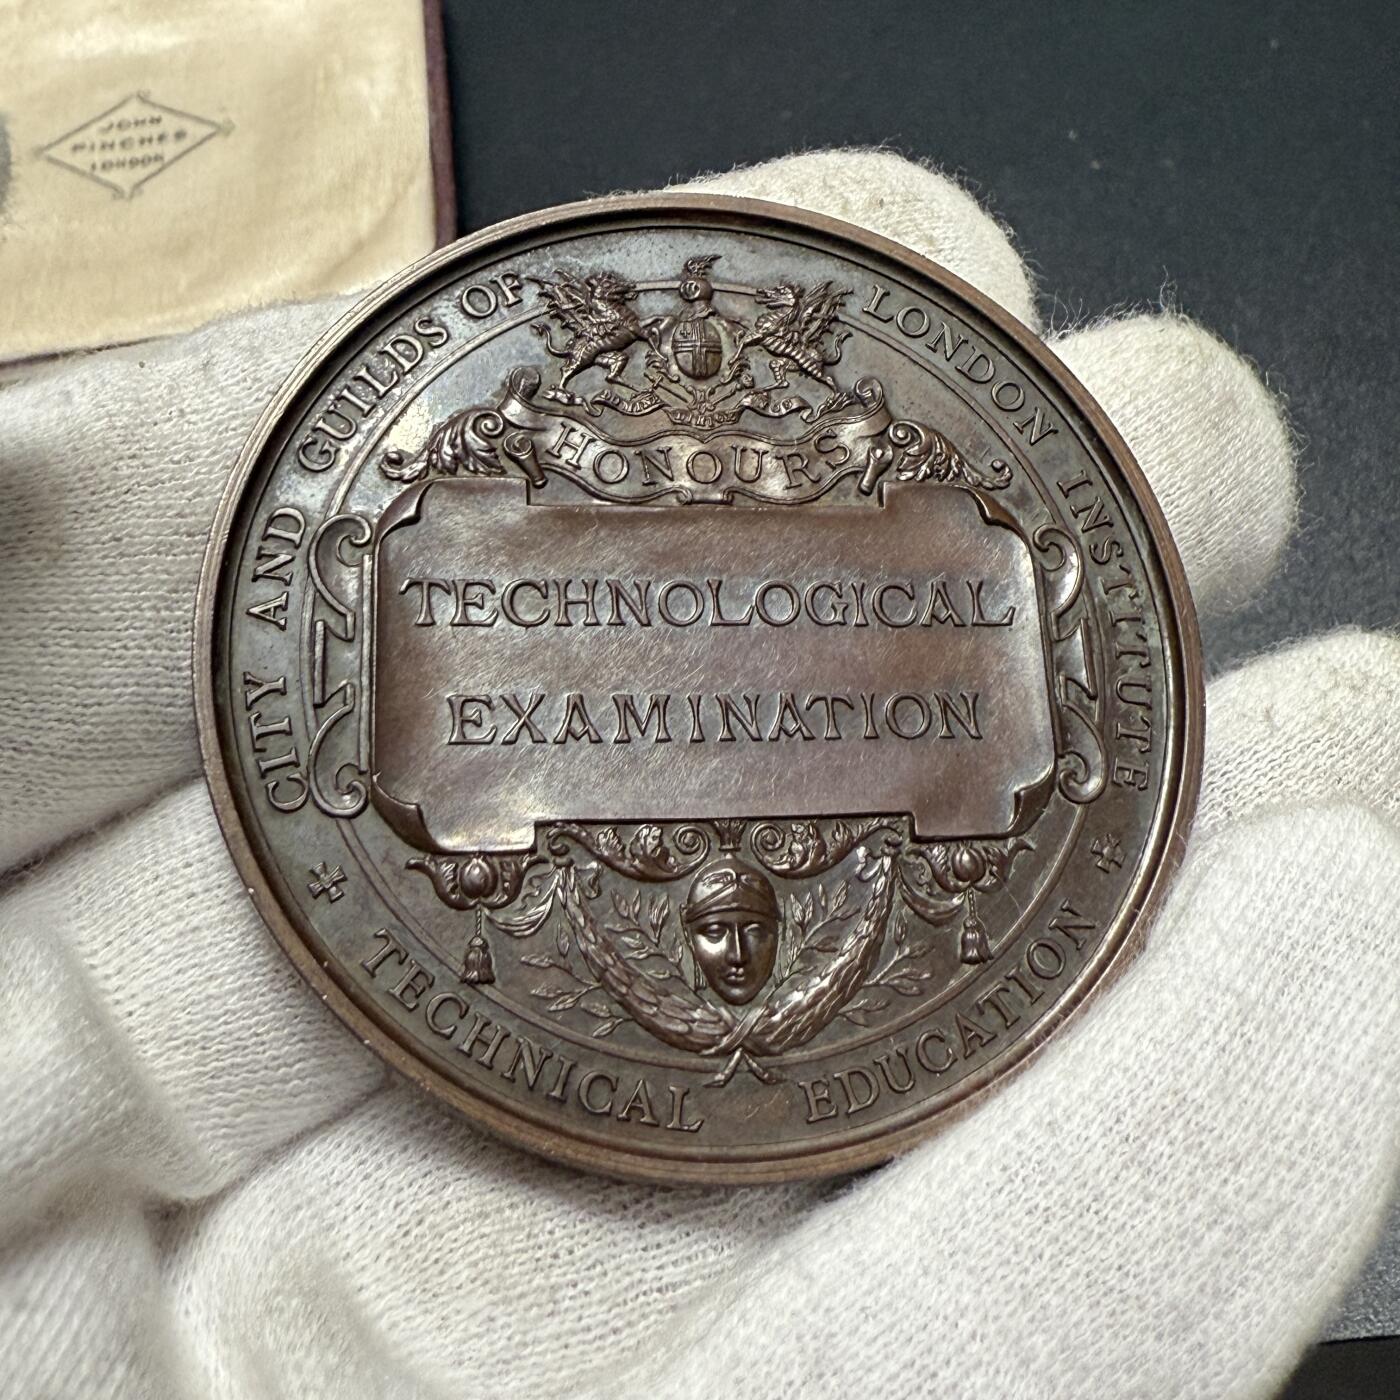 JOHN
PINCHES
LONDON
CITY AND GUILDS OF LONDON INSTITUTE
HONOURS
TECHNOLOGICAL
EXAMINATION
TECHNICAL EDUCATION